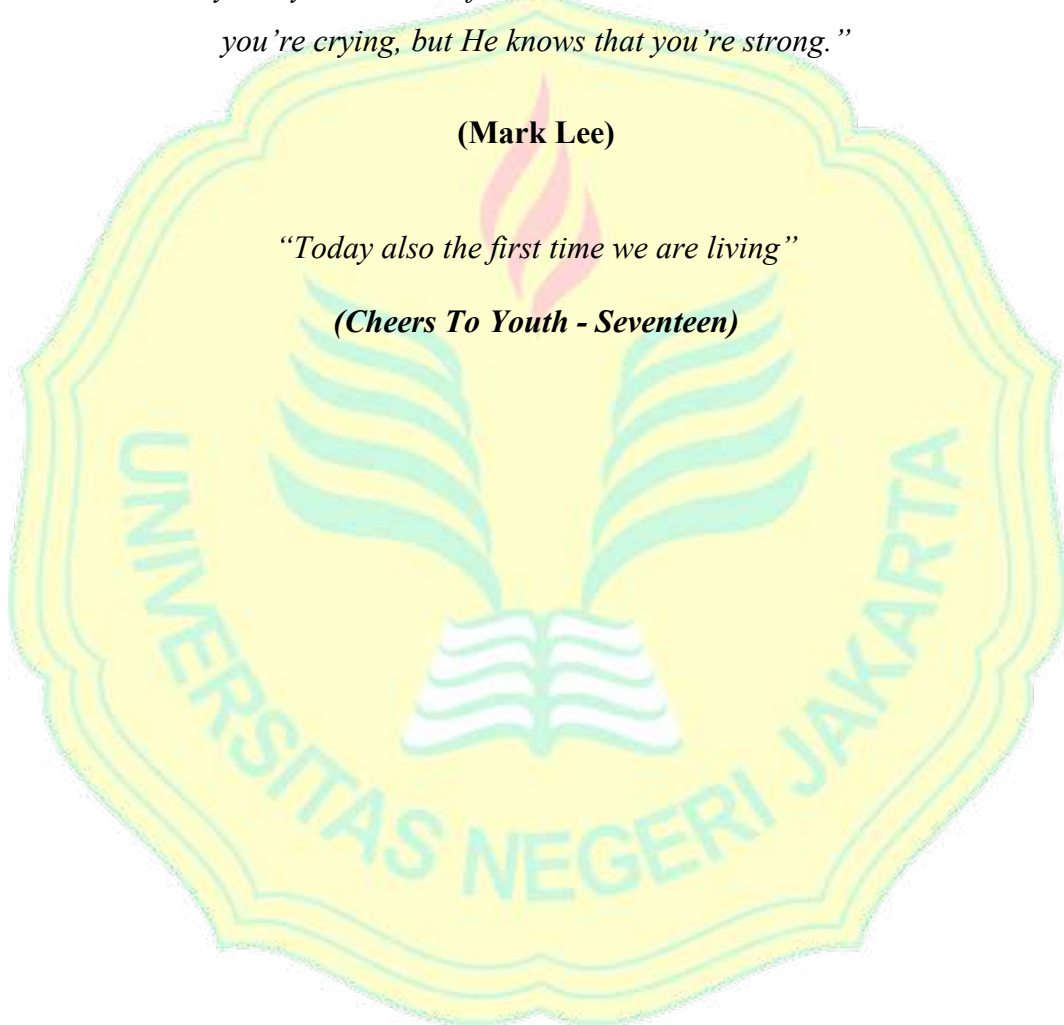 you’re crying, but He knows that you’re strong.”
(Mark Lee)
“Today also the first time we are living”
(Cheers To Youth - Seventeen)
UNIVERSITAS NEGERI JAKARTA